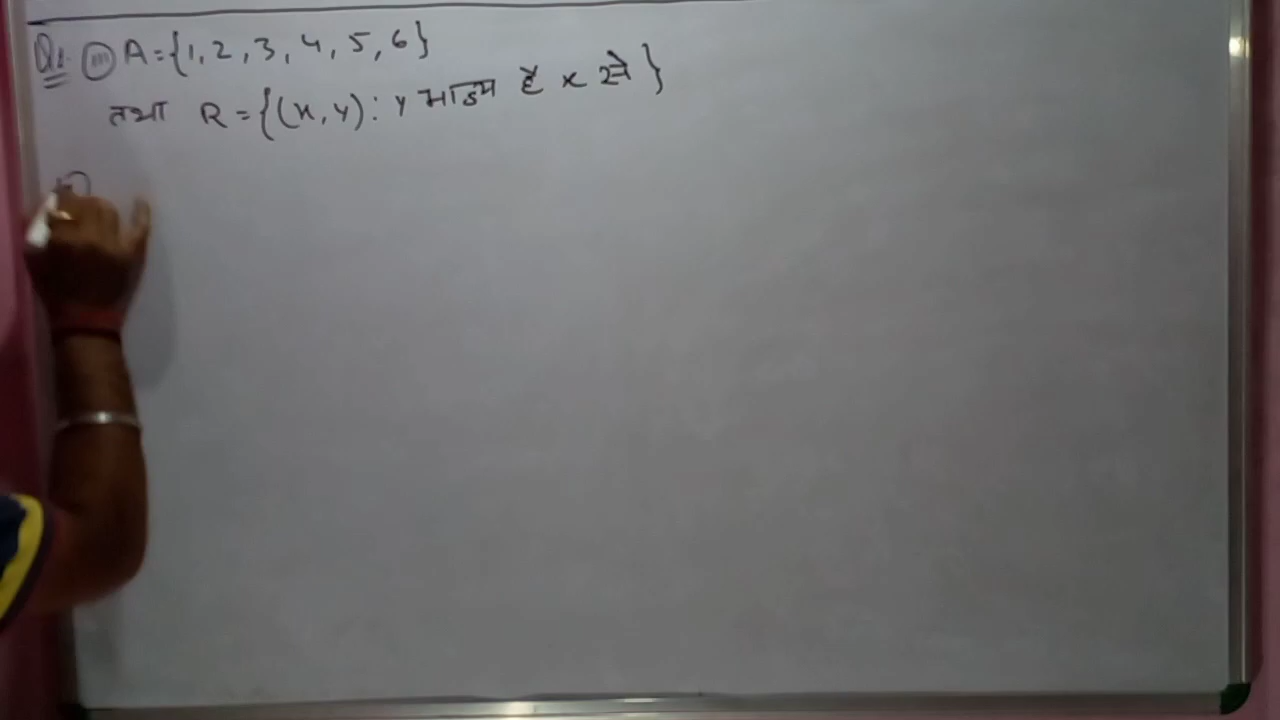 Q1. (iii) A={1,2,3,4,5,6}
तथा R={(x,y): y भाज्य है x से}